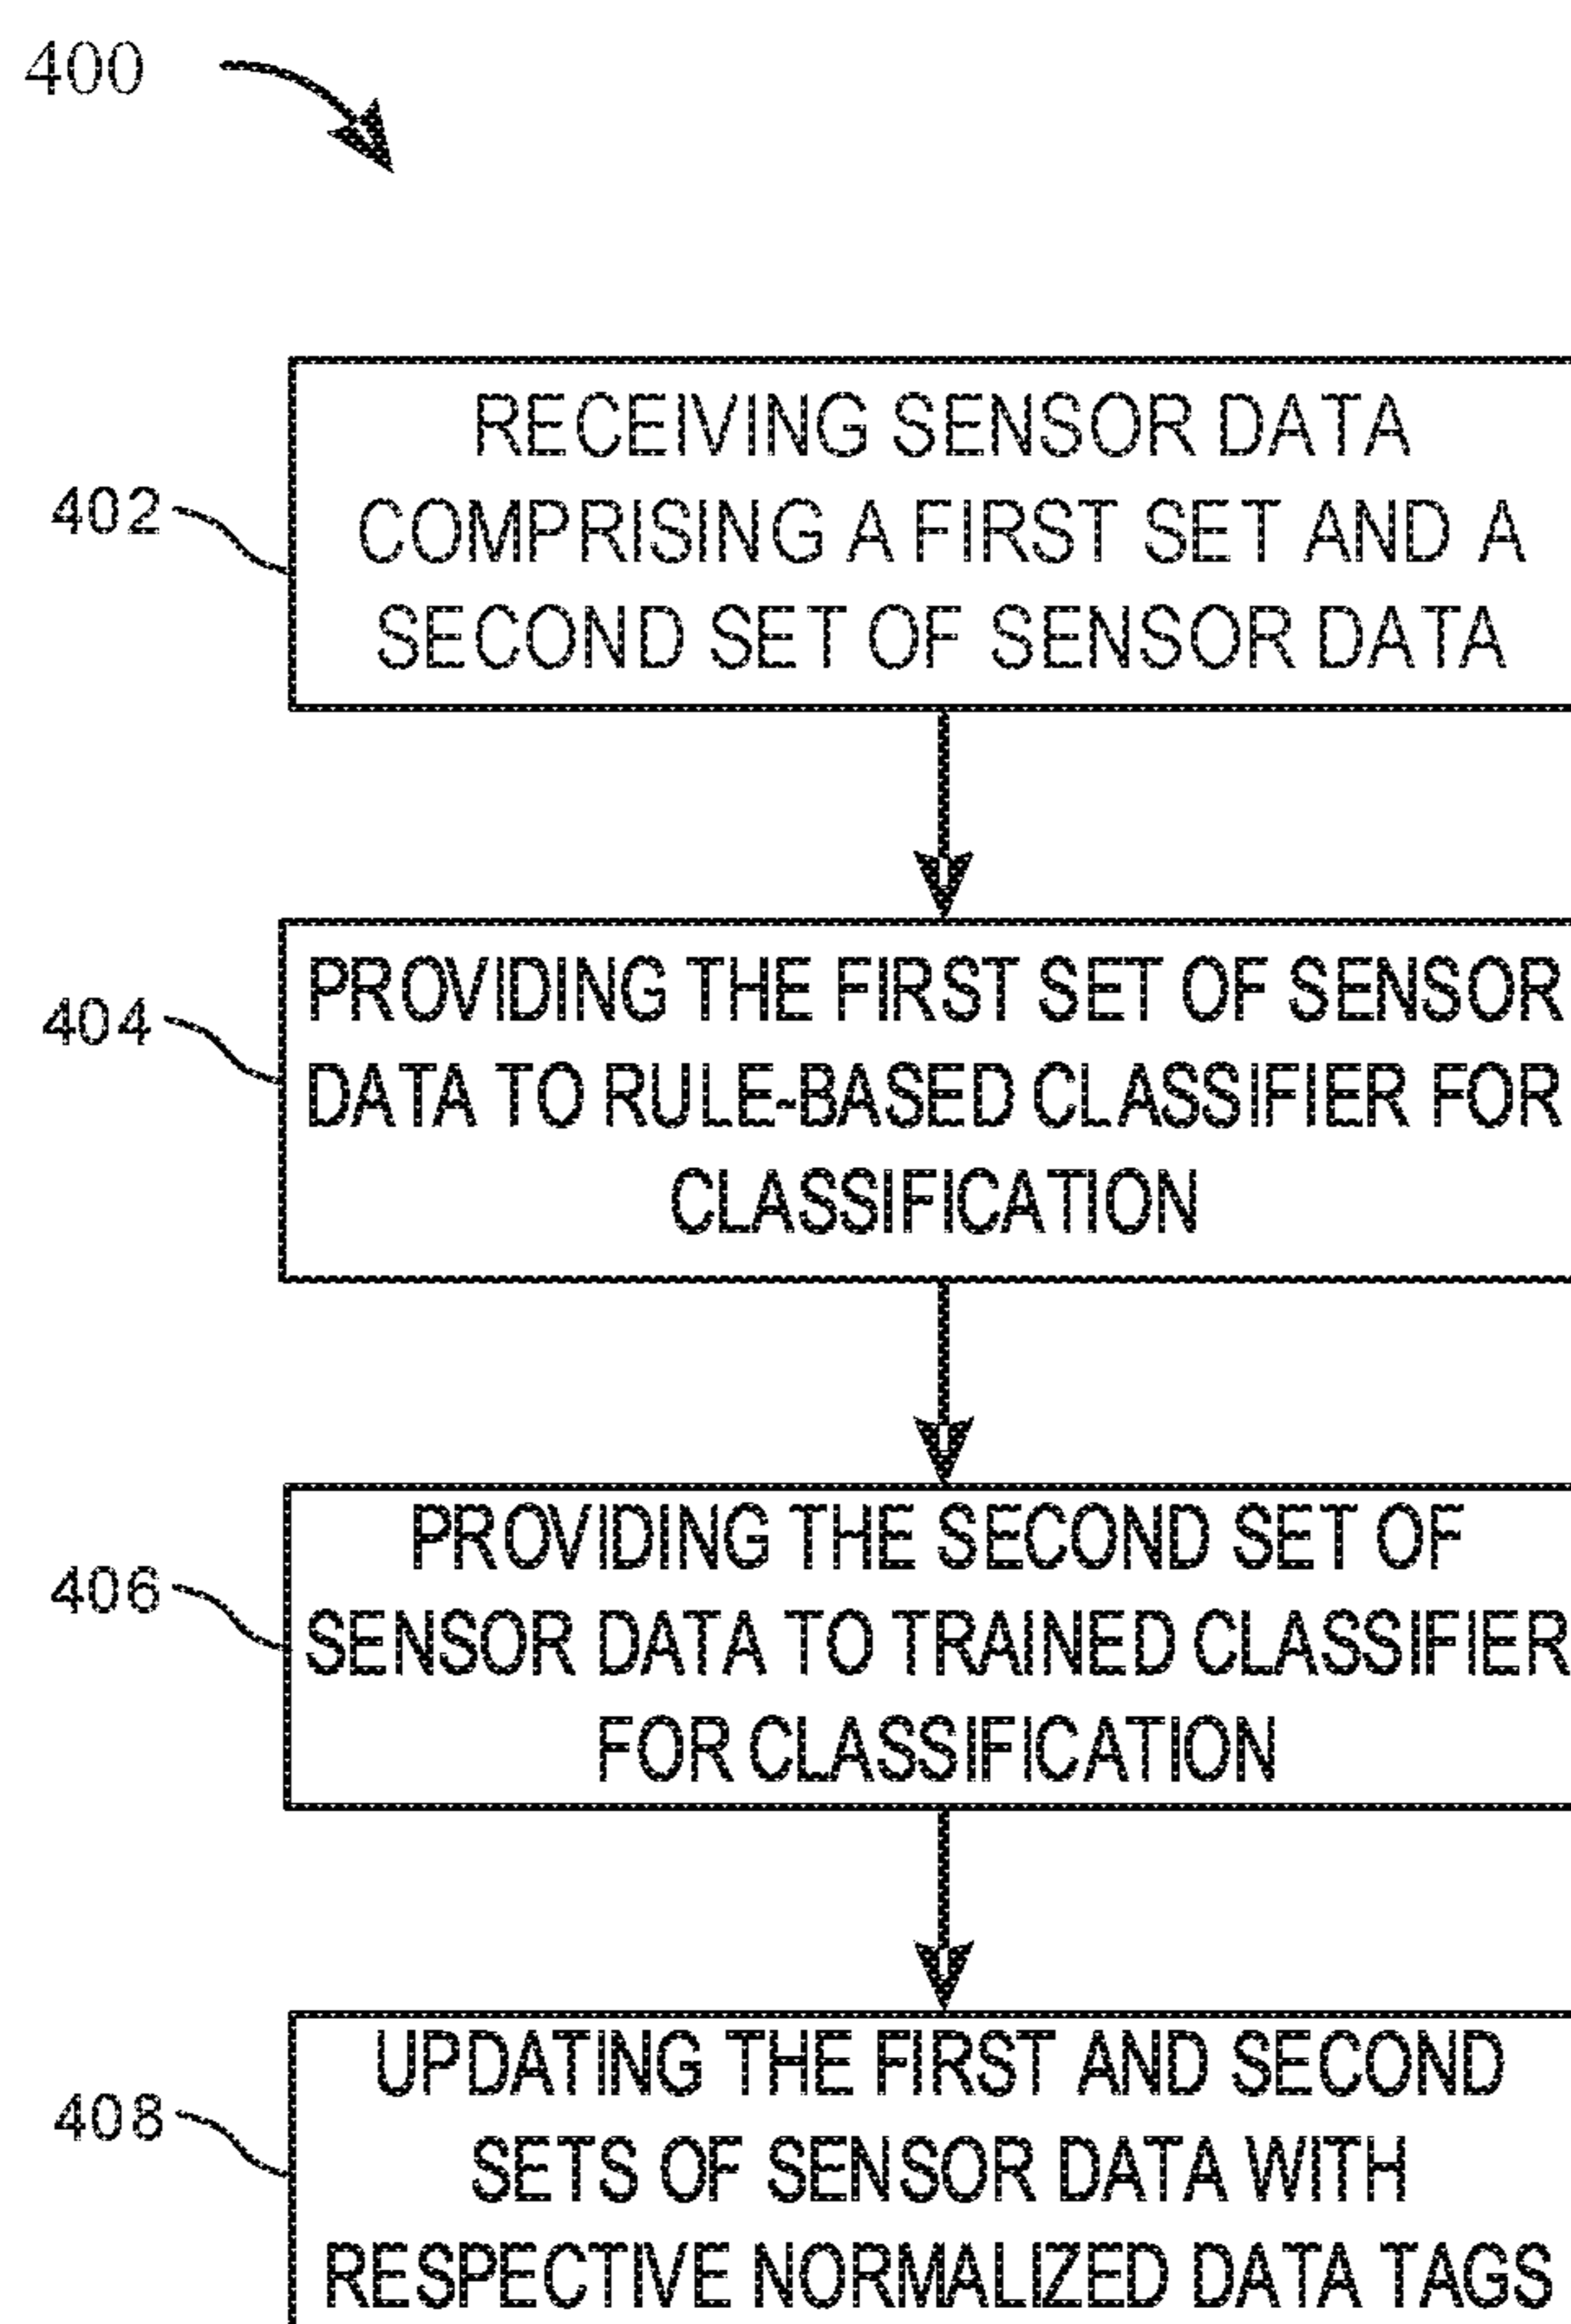 400
RECEIVING SENSOR DATA
402
COMPRISING A FIRST SET AND A
SECOND SET OF SENSOR DATA
PROVIDING THE FIRST SET OF SENSOR
404
DATA TO RULE-BASED CLASSIFIER FOR
CLASSIFICATION
PROVIDING THE SECOND SET OF
406
SENSOR DATA TO TRAINED CLASSIFIER
FOR CLASSIFICATION
UPDATING THE FIRST AND SECOND
408
SETS OF SENSOR DATA WITH
RESPECTIVE NORMALIZED DATA TAGS